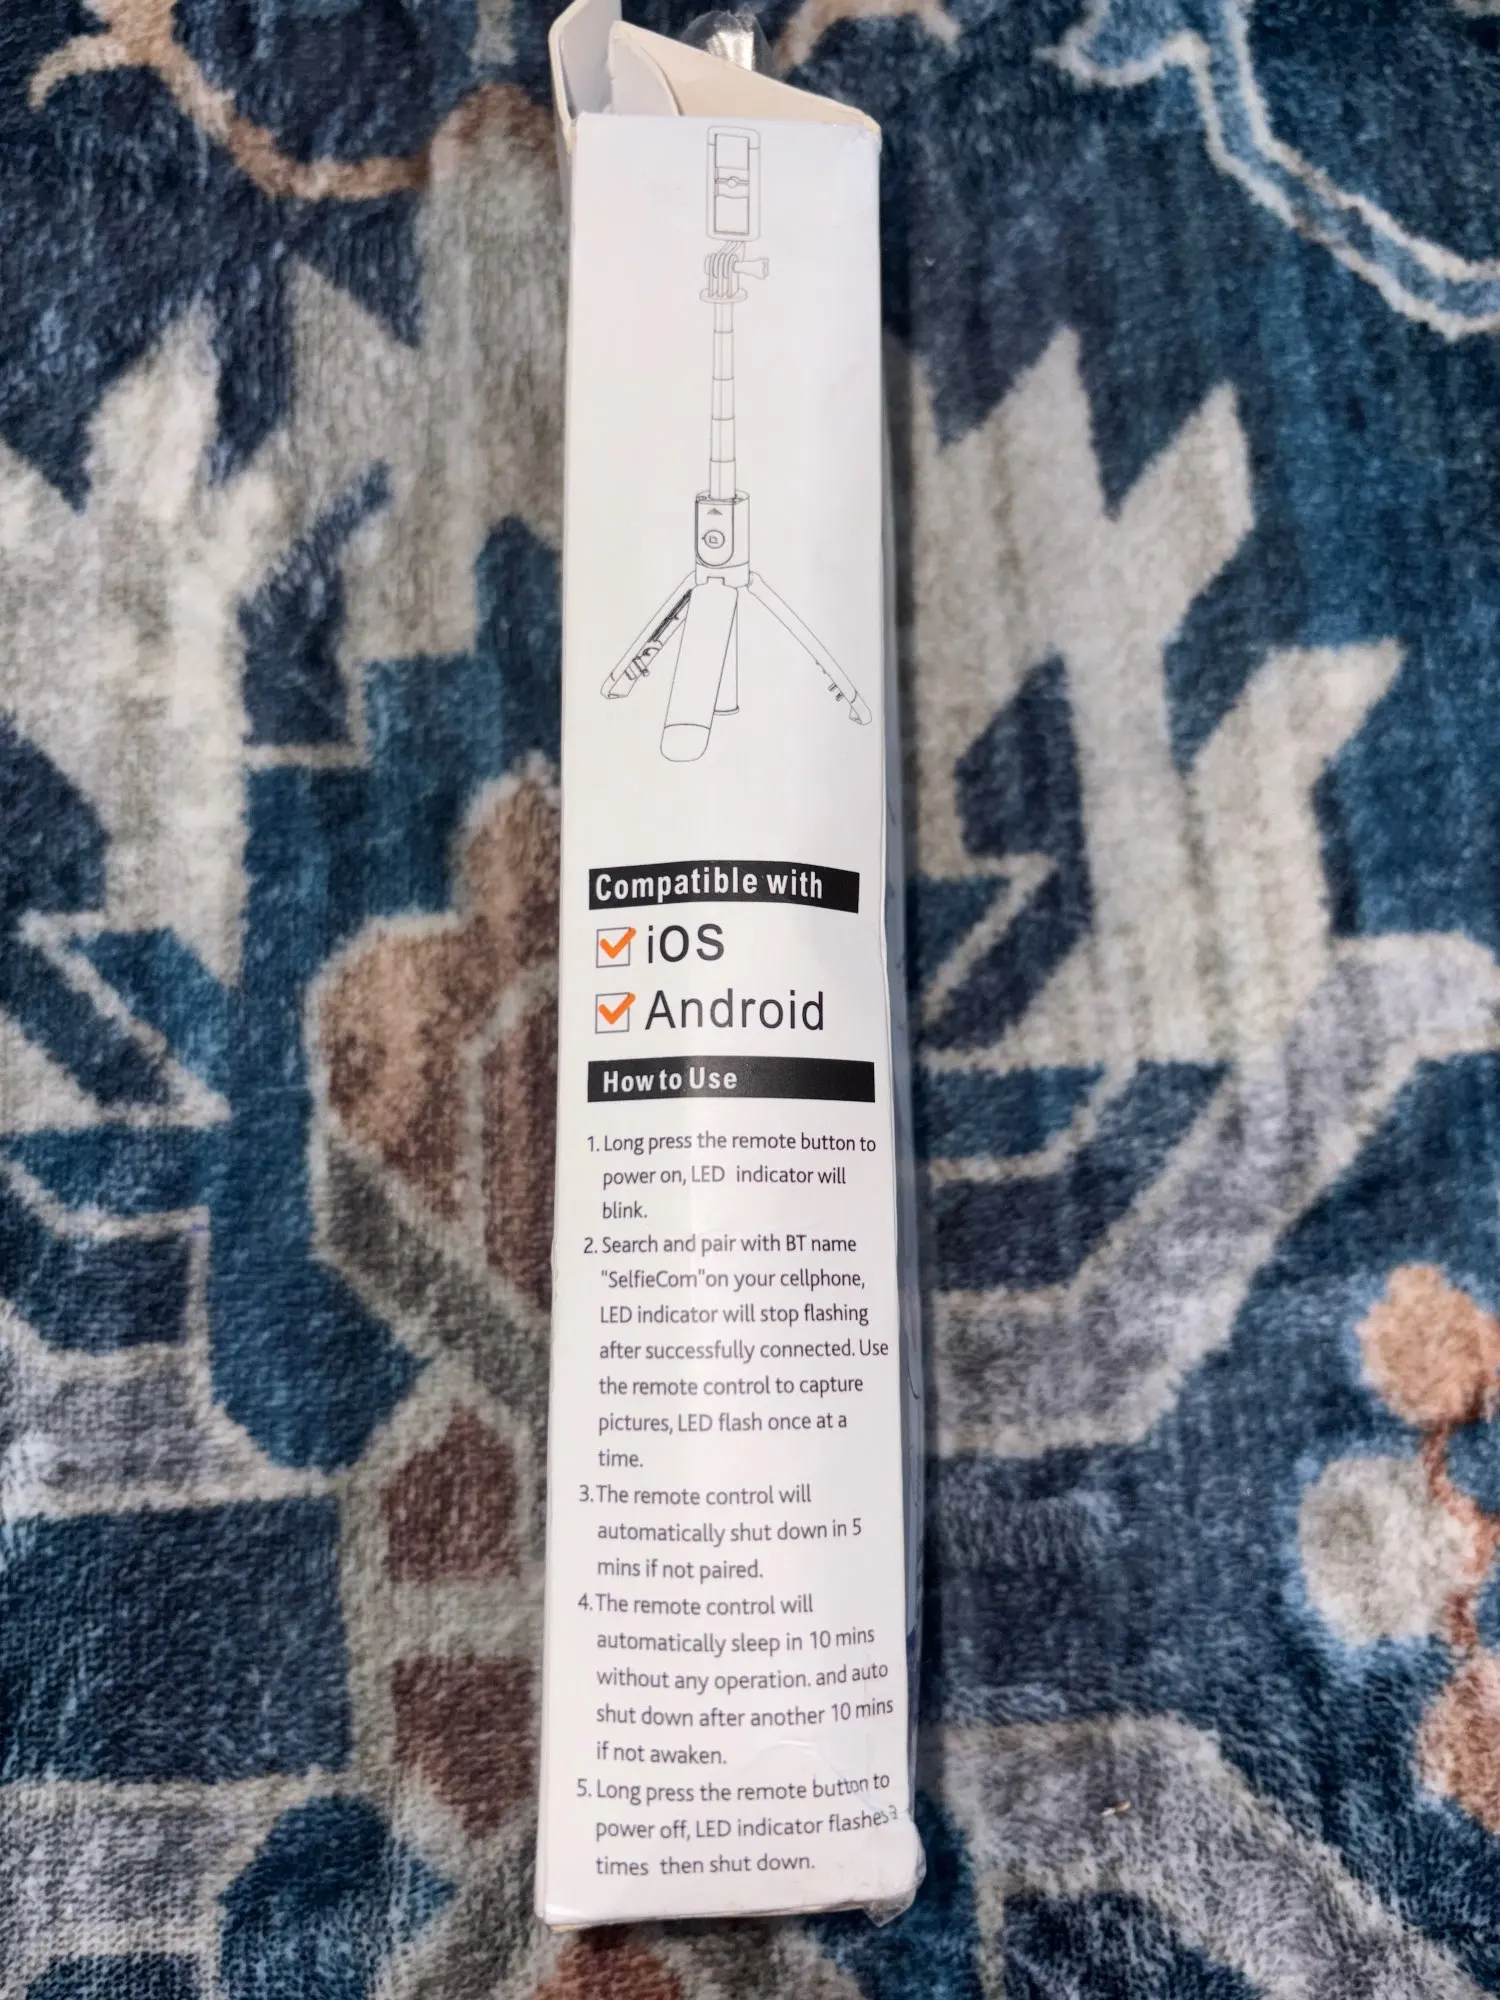 Compatible with
iOS
Android
How to Use
1. Long press the remote button to
power on, LED indicator will
blink.
2. Search and pair with BT name
"SelfieCom"on your cellphone,
LED indicator will stop flashing
after successfully connected. Use
the remote control to capture
pictures, LED flash once at a
time.
3. The remote control will
automatically shut down in 5
mins if not paired.
4. The remote control will
automatically sleep in 10 mins
without any operation. and auto
shut down after another 10 mins
if not awaken.
5. Long press the remote button to
power off, LED indicator flashes3
times then shut down.